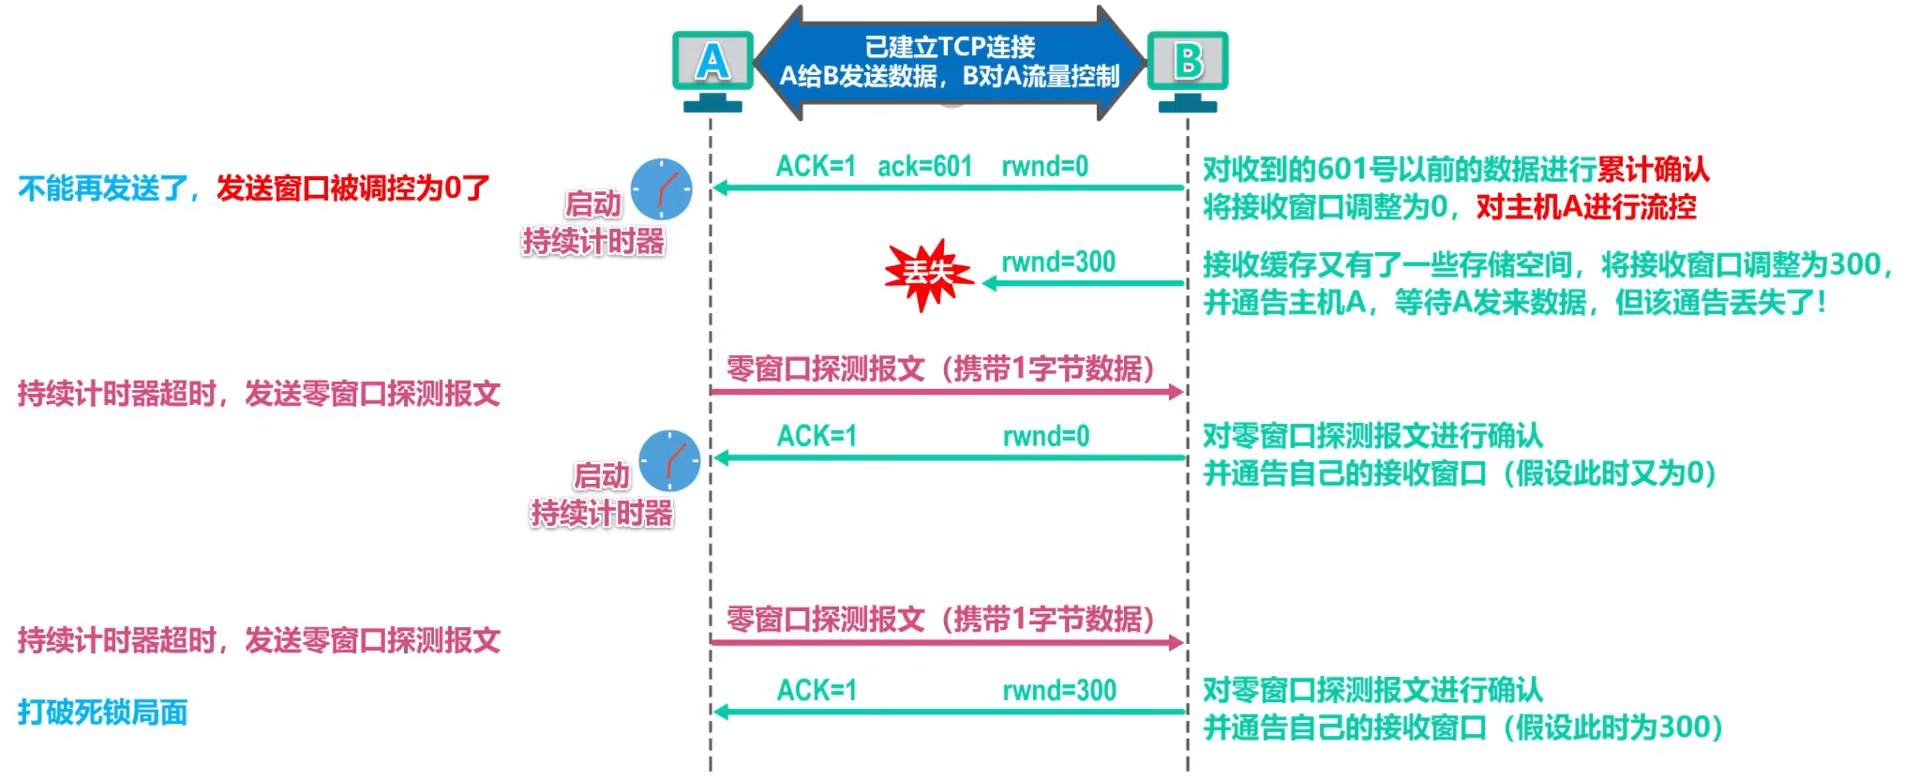 A
已建立TCP连接
A给B发送数据，B对A流量控制
B
不能再发送了，发送窗口被调控为0了
启动
持续计时器
ACK=1 ack=601 rwnd=0
对收到的601号以前的数据进行累计确认
将接收窗口调整为0，对主机A进行流控
丢失
rwnd=300
接收缓存又有了一些存储空间，将接收窗口调整为300，
并通告主机A，等待A发来数据，但该通告丢失了！
持续计时器超时，发送零窗口探测报文
零窗口探测报文（携带1字节数据）
启动
持续计时器
ACK=1 rwnd=0
对零窗口探测报文进行确认
并通告自己的接收窗口（假设此时又为0）
持续计时器超时，发送零窗口探测报文
零窗口探测报文（携带1字节数据）
打破死锁局面
ACK=1 rwnd=300
对零窗口探测报文进行确认
并通告自己的接收窗口（假设此时为300）